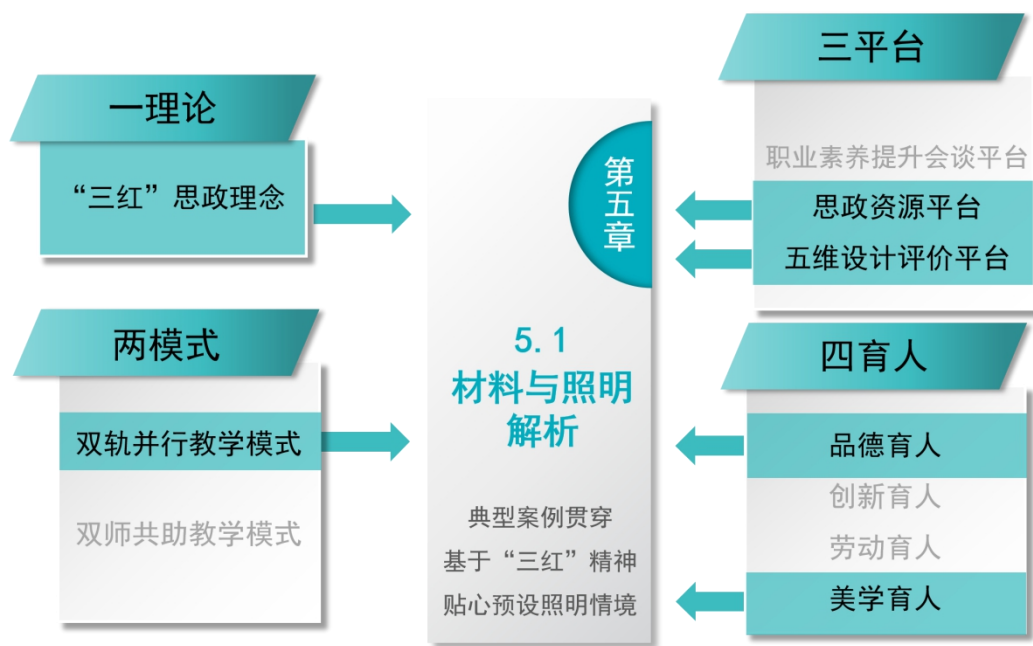 一理论
“三红”思政理念
两模式
双轨并行教学模式
双师共助教学模式
第五章
5.1
材料与照明
解析
典型案例贯穿
基于“三红”精神
贴心预设照明情境
三平台
职业素养提升会谈平台
思政资源平台
五维设计评价平台
四育人
品德育人
创新育人
劳动育人
美学育人